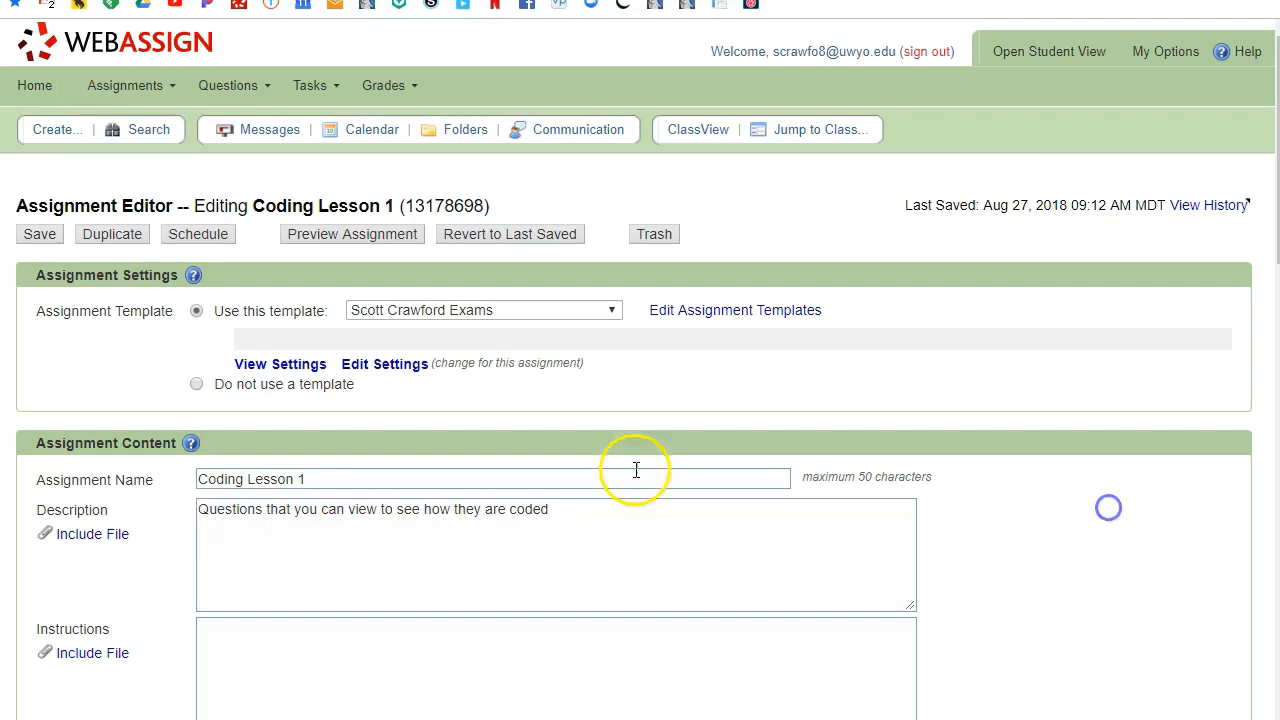 WEBASSIGN
Welcome, scrawfo8@uwyo.edu (sign out)
Open Student View
My Options
? Help
Home
Assignments
Questions
Tasks
Grades
Create...
Search
Messages
Calendar
Folders
Communication
ClassView
Jump to Class...
Assignment Editor -- Editing Coding Lesson 1 (13178698)
Last Saved: Aug 27, 2018 09:12 AM MDT View History
Save
Duplicate
Schedule
Preview Assignment
Revert to Last Saved
Trash
Assignment Settings ?
Assignment Template
Use this template:
Scott Crawford Exams
Edit Assignment Templates
View Settings
Edit Settings (change for this assignment)
Do not use a template
Assignment Content ?
Assignment Name
Coding Lesson 1
maximum 50 characters
Description
Questions that you can view to see how they are coded
Include File
Instructions
Include File